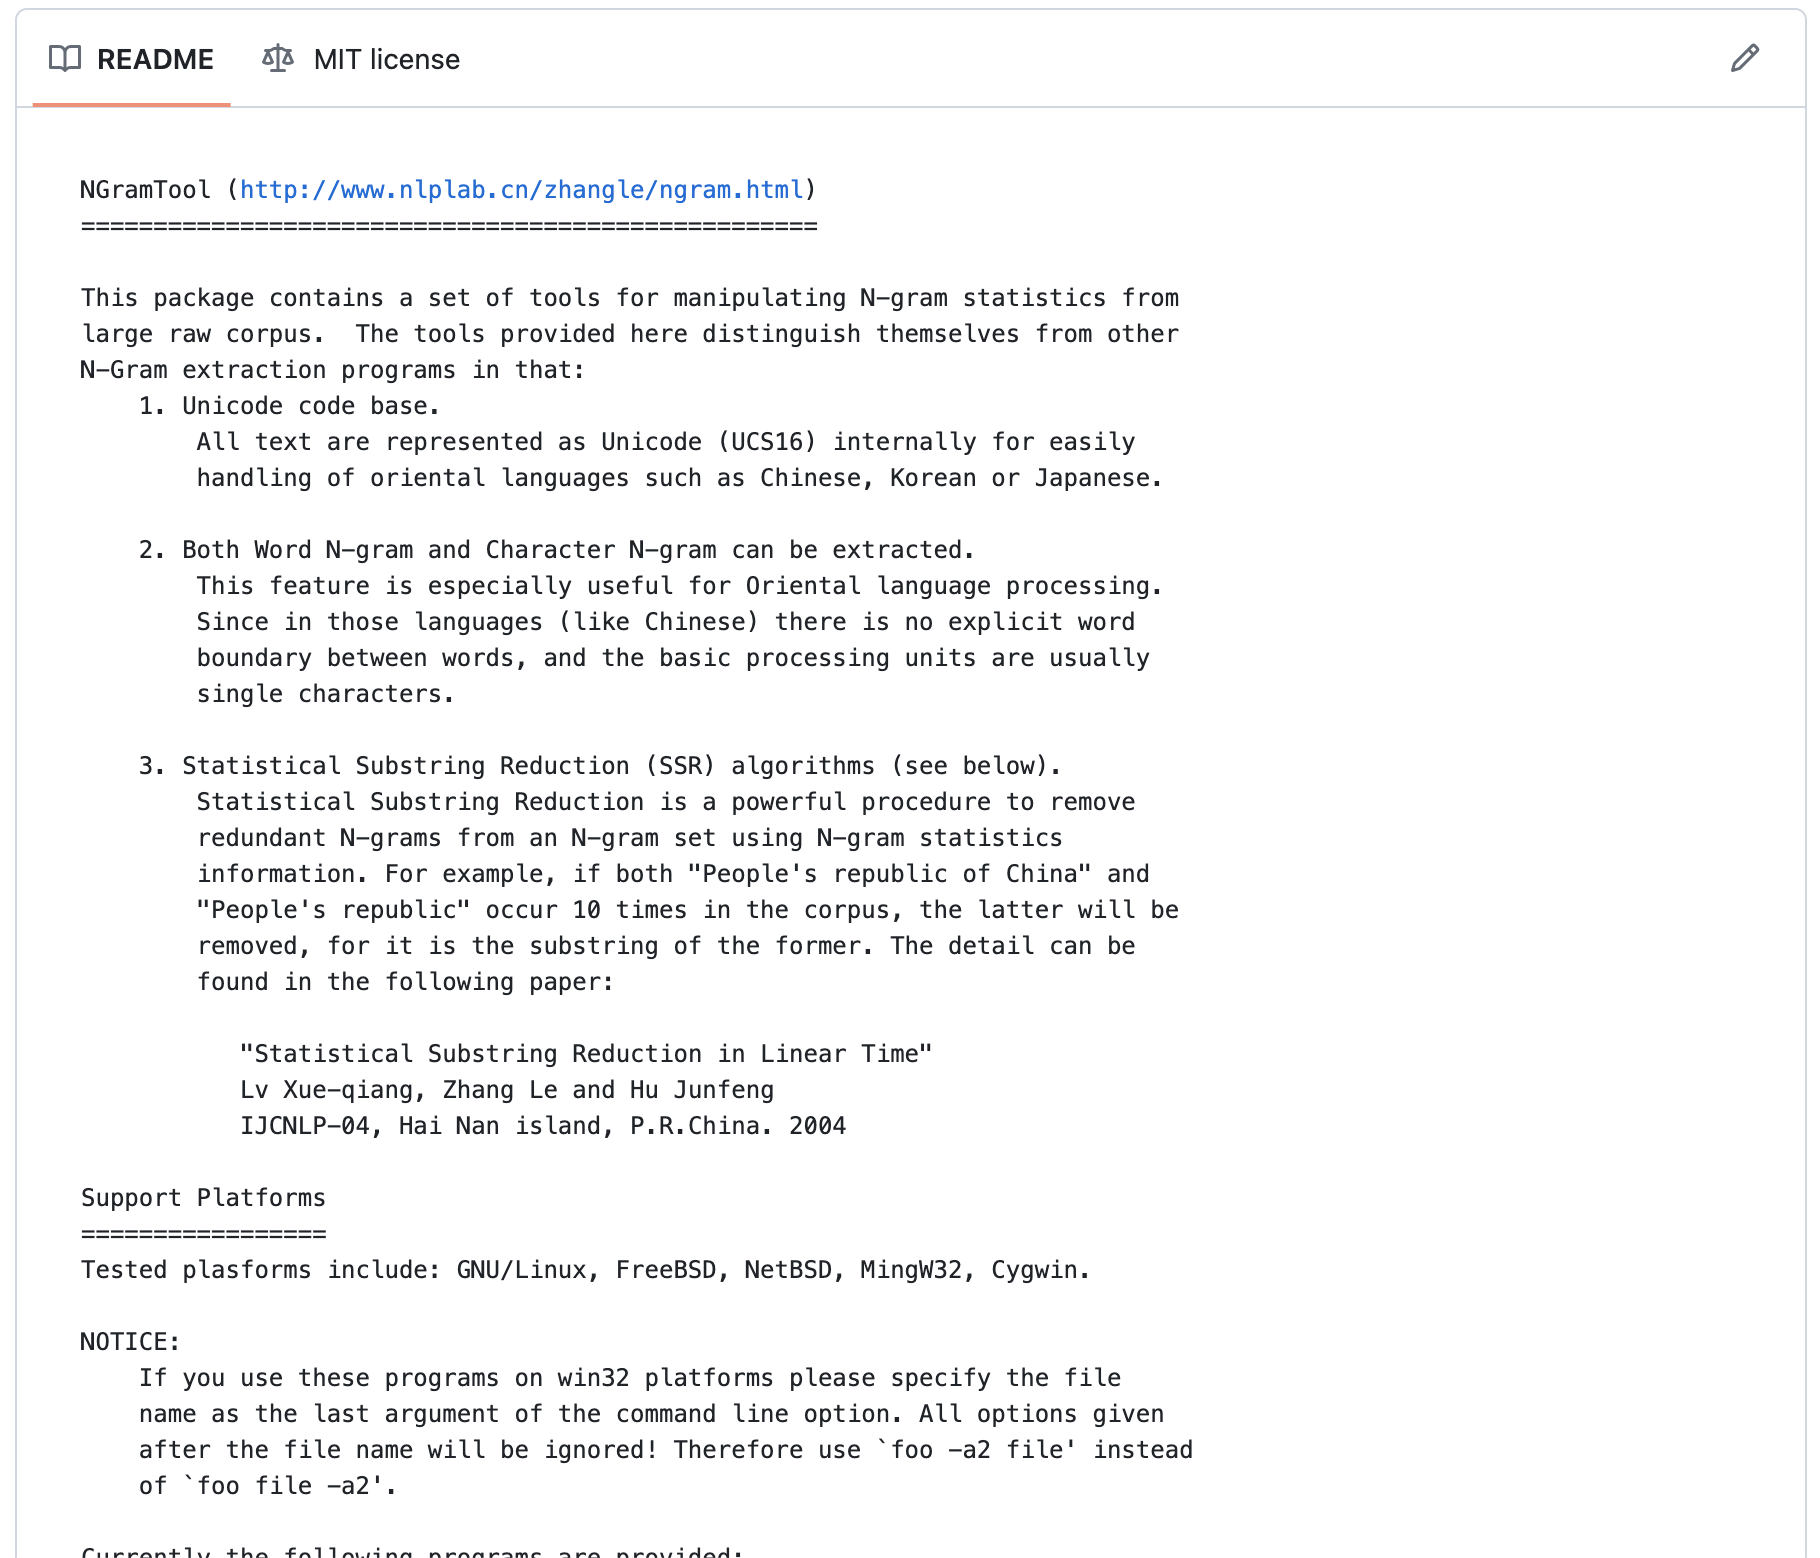 README MIT license
NGramTool (http://www.nlplab.cn/zhangle/ngram.html)
===================================================
This package contains a set of tools for manipulating N-gram statistics from
large raw corpus.  The tools provided here distinguish themselves from other
N-Gram extraction programs in that:
1. Unicode code base.
All text are represented as Unicode (UCS16) internally for easily
handling of oriental languages such as Chinese, Korean or Japanese.
2. Both Word N-gram and Character N-gram can be extracted.
This feature is especially useful for Oriental language processing.
Since in those languages (like Chinese) there is no explicit word
boundary between words, and the basic processing units are usually
single characters.
3. Statistical Substring Reduction (SSR) algorithms (see below).
Statistical Substring Reduction is a powerful procedure to remove
redundant N-grams from an N-gram set using N-gram statistics
information. For example, if both "People's republic of China" and
"People's republic" occur 10 times in the corpus, the latter will be
removed, for it is the substring of the former. The detail can be
found in the following paper:
"Statistical Substring Reduction in Linear Time"
Lv Xue-qiang, Zhang Le and Hu Junfeng
IJCNLP-04, Hai Nan island, P.R.China. 2004
Support Platforms
=================
Tested plasforms include: GNU/Linux, FreeBSD, NetBSD, MingW32, Cygwin.
NOTICE:
If you use these programs on win32 platforms please specify the file
name as the last argument of the command line option. All options given
after the file name will be ignored! Therefore use `foo -a2 file' instead
of `foo file -a2'.
Currently the following programs are provided: